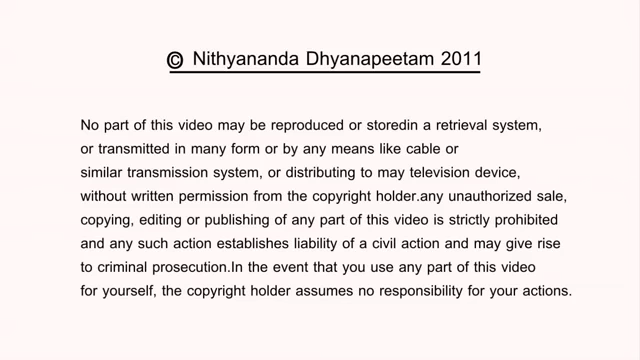 © Nithyananda Dhyanapeetam 2011
No part of this video may be reproduced or storedin a retrieval system,
or transmitted in many form or by any means like cable or
similar transmission system, or distributing to may television device,
without written permission from the copyright holder.any unauthorized sale,
copying, editing or publishing of any part of this video is strictly prohibited
and any such action establishes liability of a civil action and may give rise
to criminal prosecution.In the event that you use any part of this video
for yourself, the copyright holder assumes no responsibility for your actions.